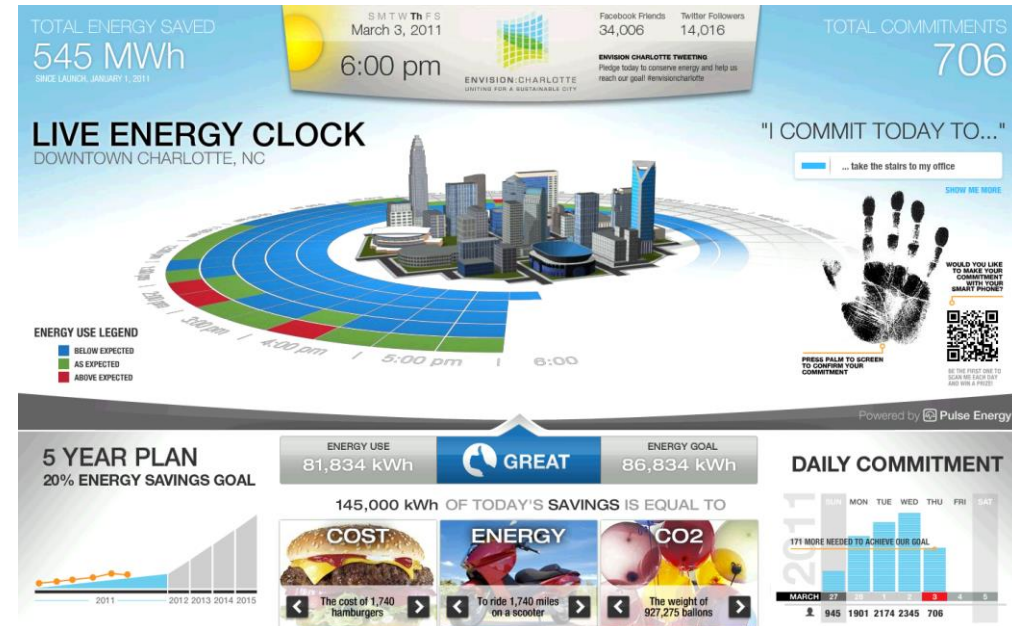 TOTAL ENERGY SAVED
545 MWh
SINCE LAUNCH, JANUARY 1, 2011
S M T W Th F S
March 3, 2011
6:00 pm
ENVISION:CHARLOTTE
UNITING FOR A SUSTAINABLE CITY
Facebook Friends
34,006
Twitter Followers
14,016
ENVISION CHARLOTTE TWEETING
Pledge today to conserve energy and help us
reach our goal! #envisioncharlotte
TOTAL COMMITMENTS
706
LIVE ENERGY CLOCK
DOWNTOWN CHARLOTTE, NC
2:00 pm
3:00 pm
4:00 pm
5:00 pm
6:00
ENERGY USE LEGEND
BELOW EXPECTED
AS EXPECTED
ABOVE EXPECTED
"I COMMIT TODAY TO..."
... take the stairs to my office
SHOW ME MORE
WOULD YOU LIKE
TO MAKE YOUR
COMMITMENT
WITH YOUR
SMART PHONE?
PRESS PALM TO SCREEN
TO CONFIRM YOUR
COMMITMENT
BE THE FIRST ONE TO
SCAN ME EACH DAY
AND WIN A PRIZE!
Powered by Pulse Energy
5 YEAR PLAN
20% ENERGY SAVINGS GOAL
2011 2012 2013 2014 2015
ENERGY USE
81,834 kWh
GREAT
ENERGY GOAL
86,834 kWh
145,000 kWh OF TODAY'S SAVINGS IS EQUAL TO
COST
The cost of 1,740
hamburgers
ENERGY
To ride 1,740 miles
on a scooter
CO2
The weight of
927,275 ballons
DAILY COMMITMENT
2011
SUN MON TUE WED THU FRI SAT
171 MORE NEEDED TO ACHIEVE OUR GOAL
MARCH 27 28 1 2 3 4 5
945 1901 2174 2345 706